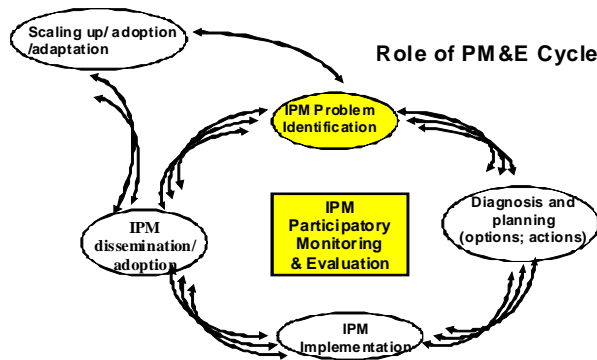 Scaling up/ adoption
/adaptation
Role of PM&E Cycle
IPM Problem
Identification
IPM
Participatory
Monitoring
& Evaluation
Diagnosis and
planning
(options; actions)
IPM
dissemination/
adoption
IPM
Implementation